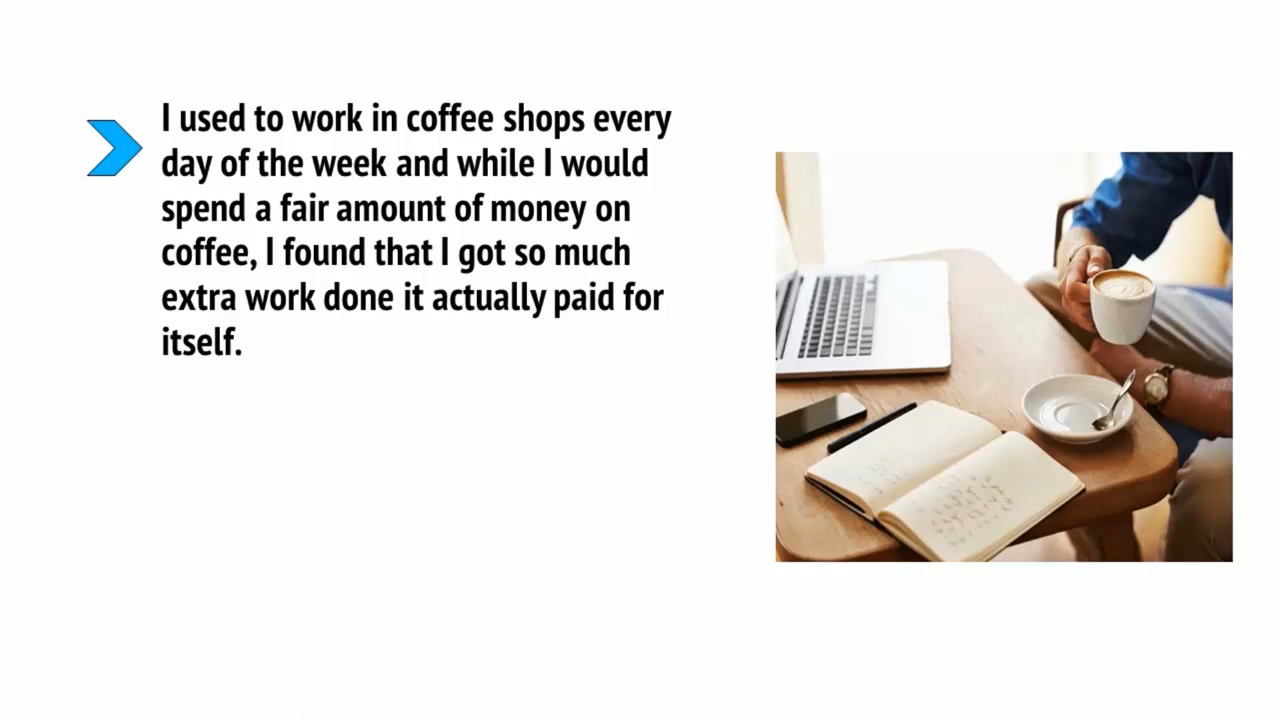 I used to work in coffee shops every
day of the week and while I would
spend a fair amount of money on
coffee, I found that I got so much
extra work done it actually paid for
itself.